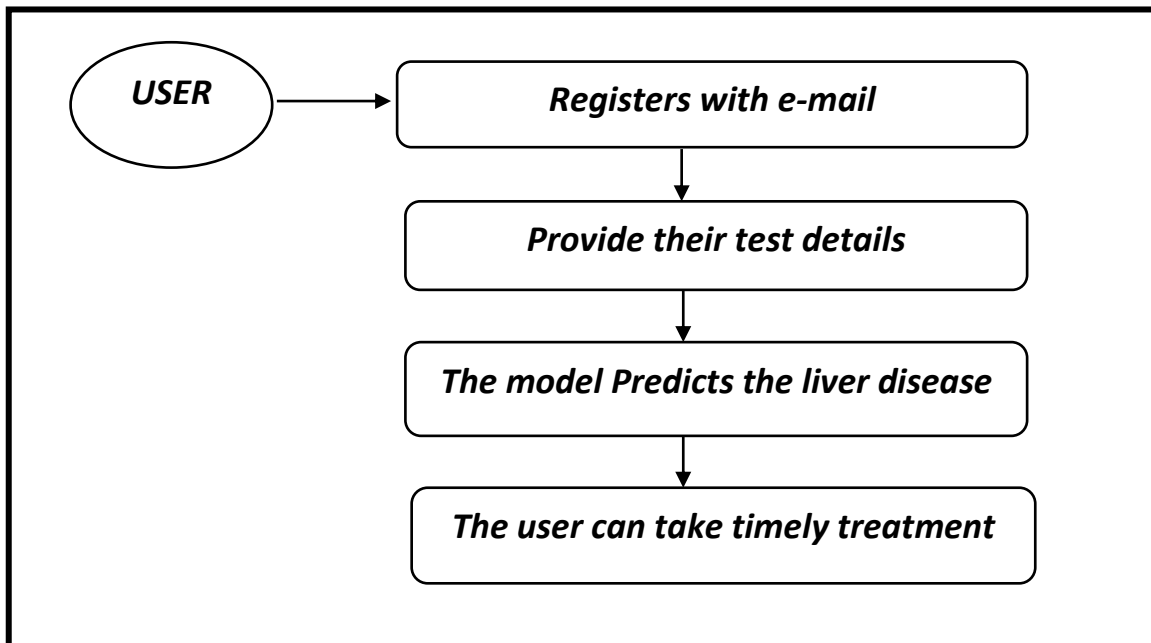 USER
Registers with e-mail
Provide their test details
The model Predicts the liver disease
The user can take timely treatment